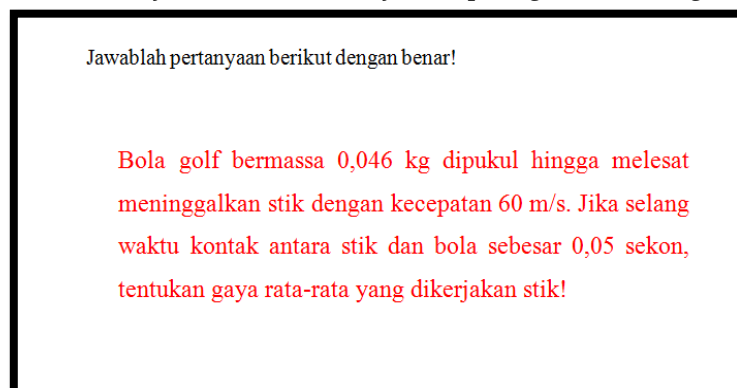 Jawablah pertanyaan berikut dengan benar!
Bola golf bermassa 0,046 kg dipukul hingga melesat
meninggalkan stik dengan kecepatan 60 m/s. Jika selang
waktu kontak antara stik dan bola sebesar 0,05 sekon,
tentukan gaya rata-rata yang dikerjakan stik!